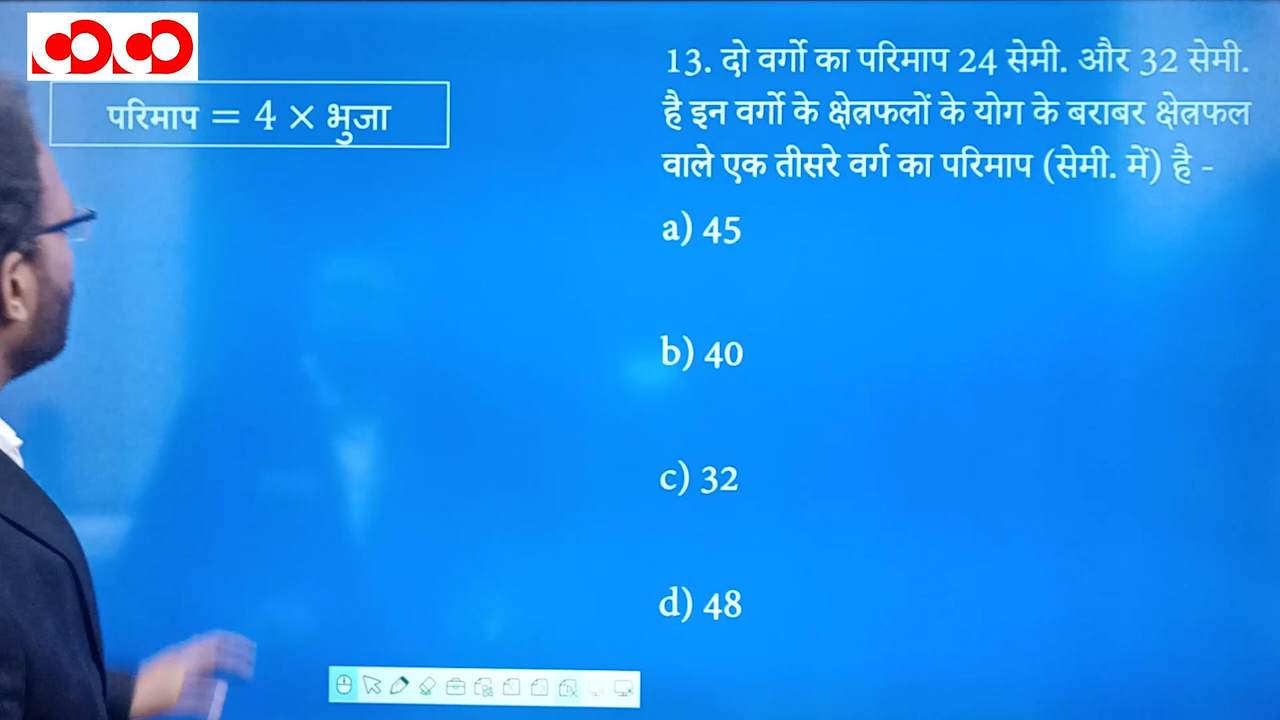 परिमाप = 4 × भुजा
13. दो वर्गो का परिमाप 24 सेमी. और 32 सेमी.
है इन वर्गो के क्षेत्रफलों के योग के बराबर क्षेत्रफल
वाले एक तीसरे वर्ग का परिमाप (सेमी. में) है -
a) 45
b) 40
c) 32
d) 48